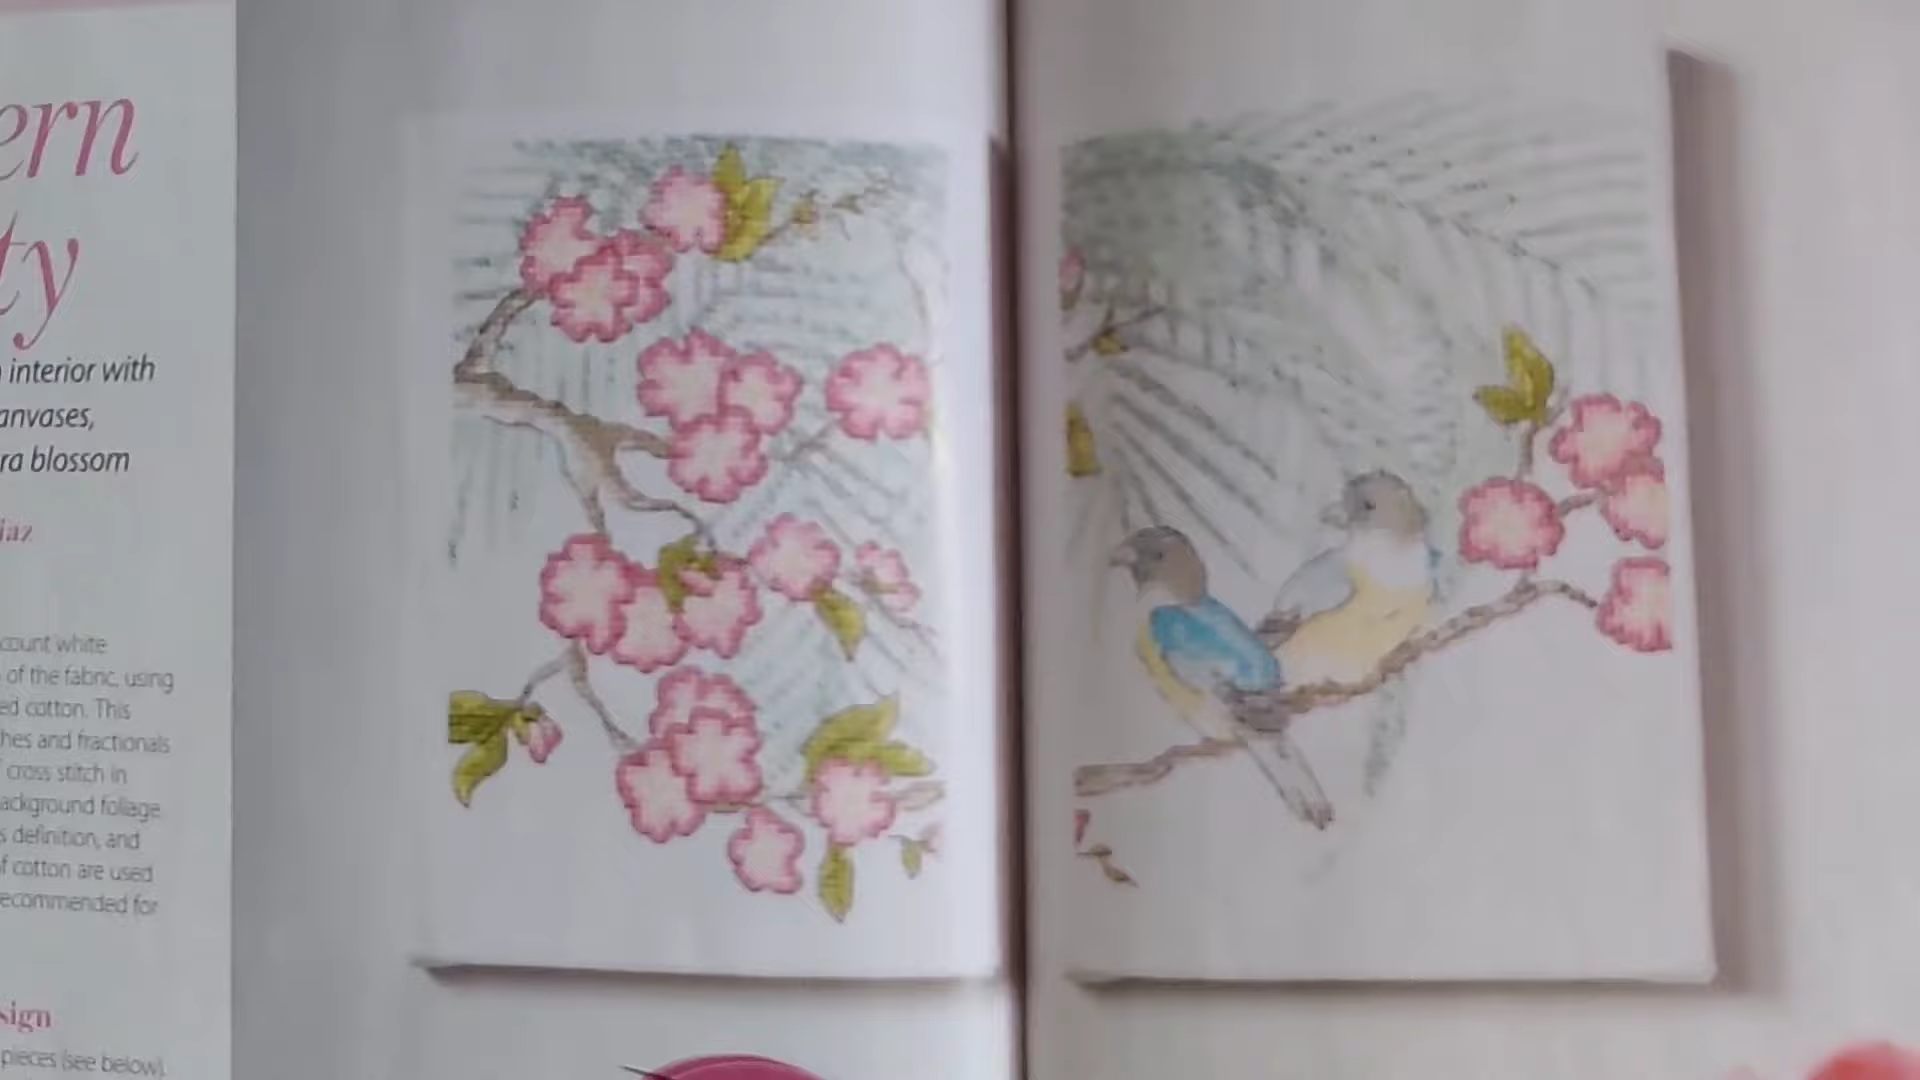 ern
ty
interior with
anvases,
ra blossom
iaz
count white
of the fabric, using
ed cotton. This
hes and fractionals
cross stitch in
ackground foliage
s definition, and
f cotton are used
ecommended for
sign
pieces (see below).